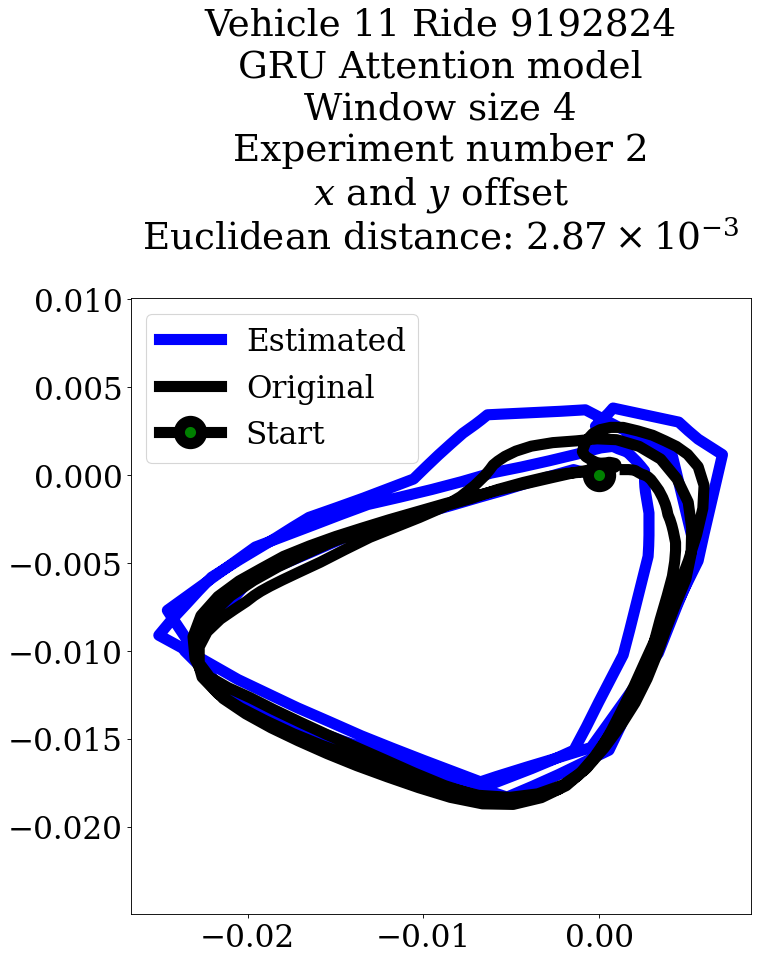 Vehicle 11 Ride 9192824
GRU Attention model
Window size 4
Experiment number 2
x and y offset
Euclidean distance: 2.87 × 10⁻³
0.010
0.005
0.000
−0.005
−0.010
−0.015
−0.020
Estimated
Original
Start
−0.02
−0.01
0.00